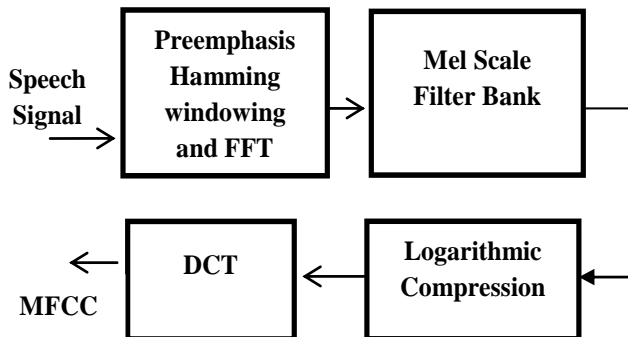 Speech
Signal
Preemphasis
Hamming
windowing
and FFT
Mel Scale
Filter Bank
Logarithmic
Compression
DCT
MFCC